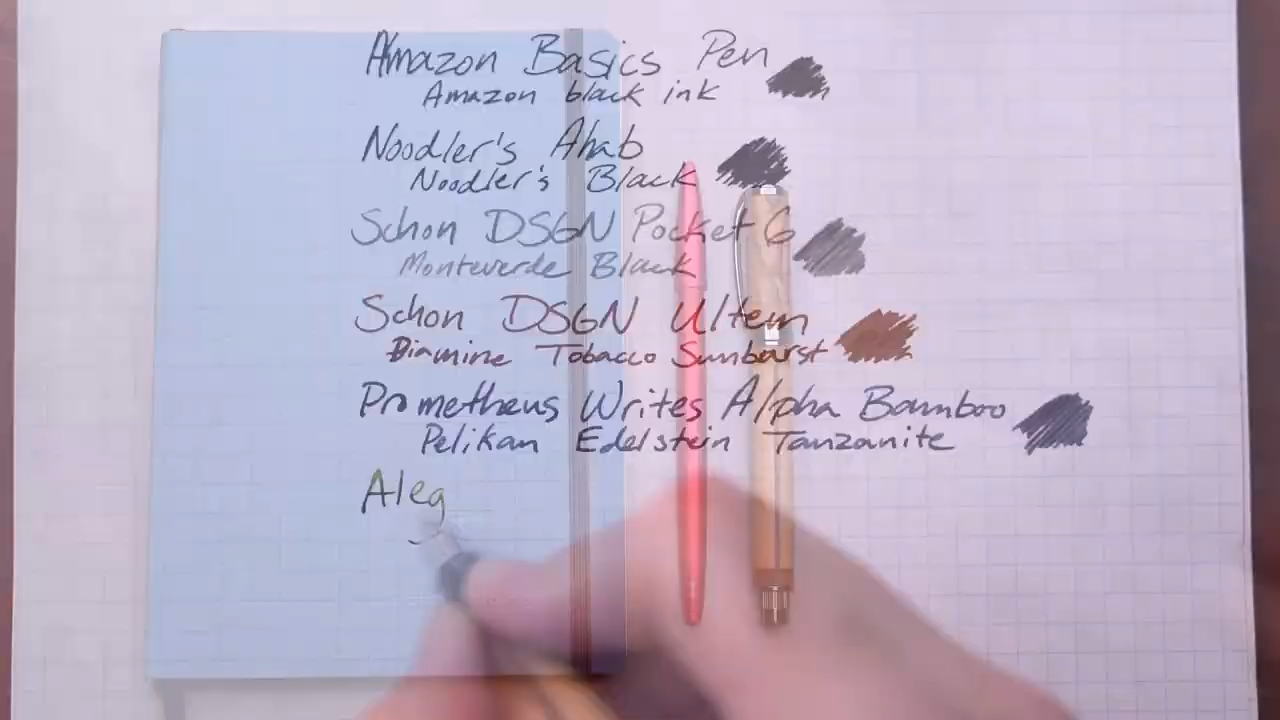 Amazon Basics Pen
Amazon black ink
Noodler's Ahab
Noodler's Black
Schon DSGN Pocket 6
Monteverde Black
Schon DSGN Ultem
Diamine Tobacco Sunburst
Prometheus Writes Alpha Bamboo
Pelikan Edelstein Tanzanite
Aleg